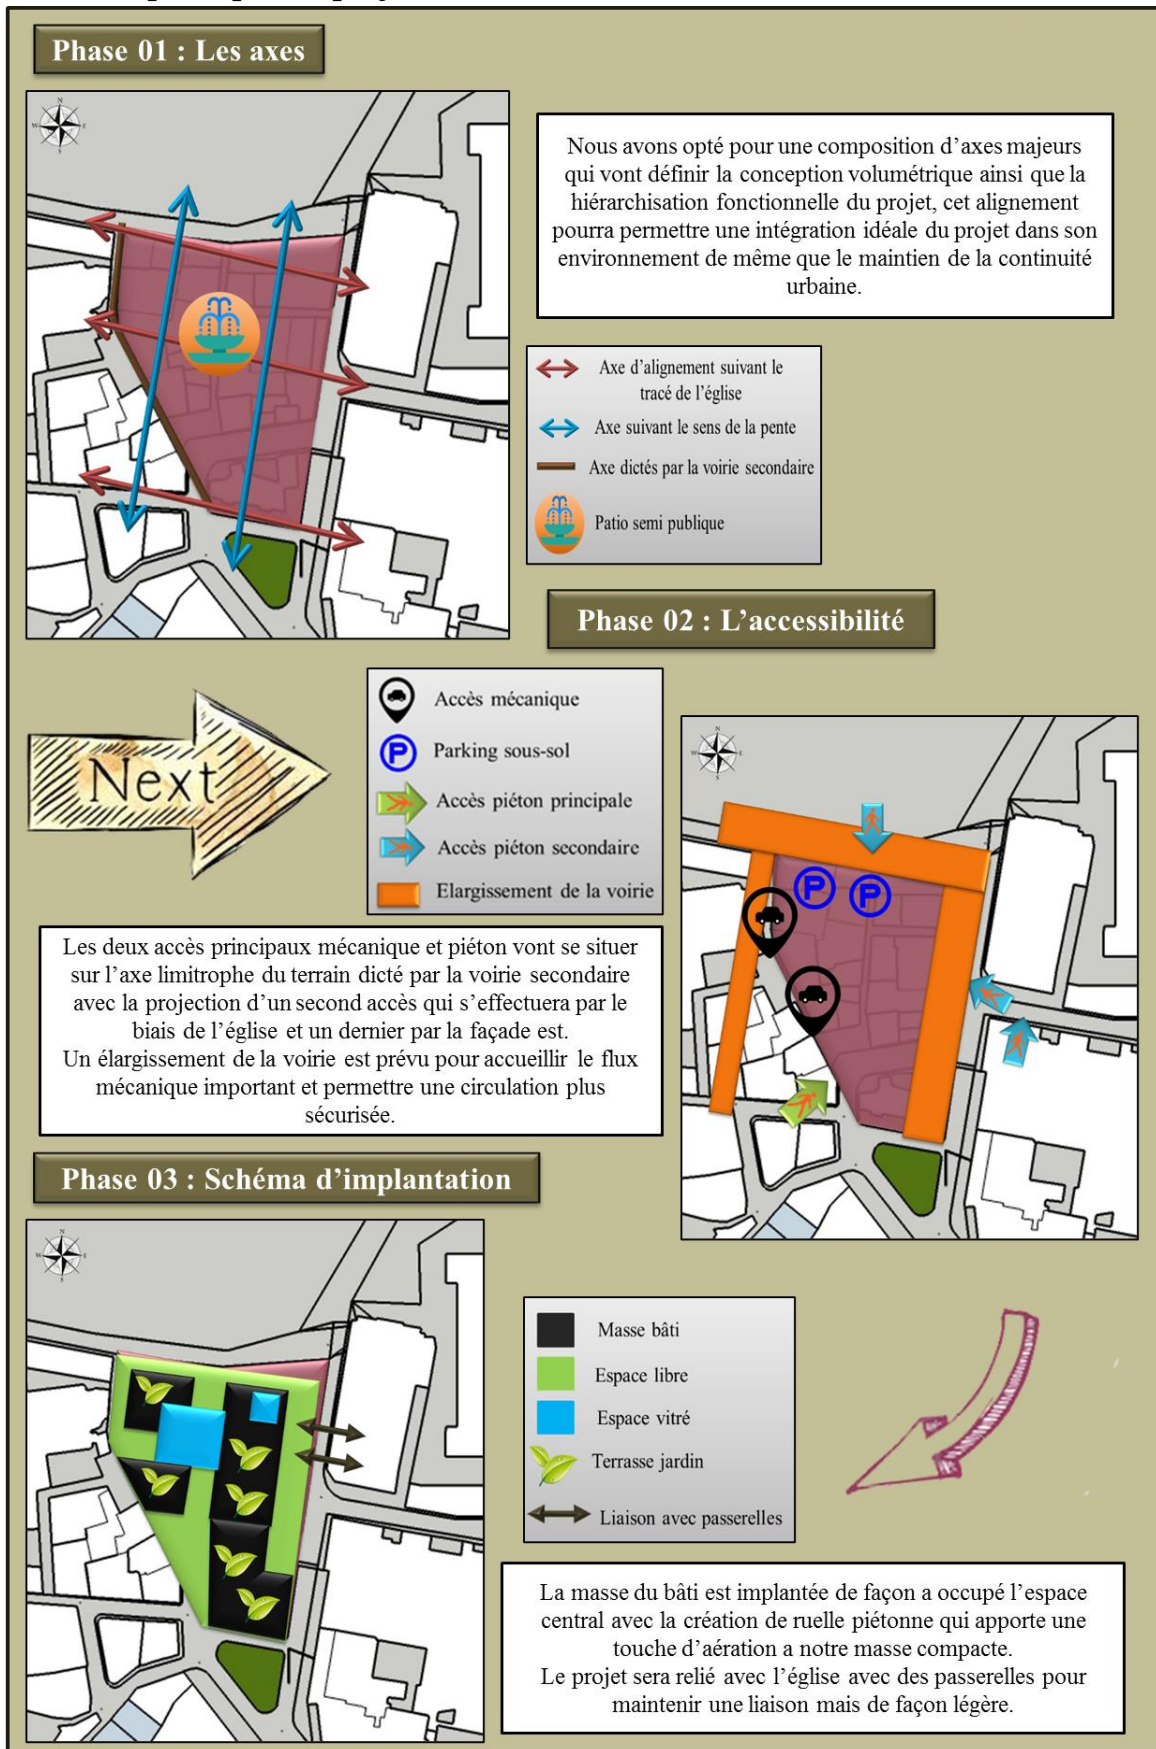 Phase 01 : Les axes
N
W
E
S
Nous avons opté pour une composition d'axes majeurs
qui vont définir la conception volumétrique ainsi que la
hiérarchisation fonctionnelle du projet, cet alignement
pourra permettre une intégration idéale du projet dans son
environnement de même que le maintien de la continuité
urbaine.
Axe d'alignement suivant le
tracé de l'église
Axe suivant le sens de la pente
Axe dictés par la voirie secondaire
Patio semi publique
Phase 02 : L'accessibilité
Next
Accès mécanique
P Parking sous-sol
Accès piéton principale
Accès piéton secondaire
Elargissement de la voirie
N
W
E
S
P
P
Les deux accès principaux mécanique et piéton vont se situer
sur l'axe limitrophe du terrain dicté par la voirie secondaire
avec la projection d'un second accès qui s'effectuera par le
biais de l'église et un dernier par la façade est.
Un élargissement de la voirie est prévu pour accueillir le flux
mécanique important et permettre une circulation plus
sécurisée.
Phase 03 : Schéma d'implantation
N
W
E
S
Masse bâti
Espace libre
Espace vitré
Terrasse jardin
Liaison avec passerelles
La masse du bâti est implantée de façon a occupé l'espace
central avec la création de ruelle piétonne qui apporte une
touche d'aération a notre masse compacte.
Le projet sera relié avec l'église avec des passerelles pour
maintenir une liaison mais de façon légère.